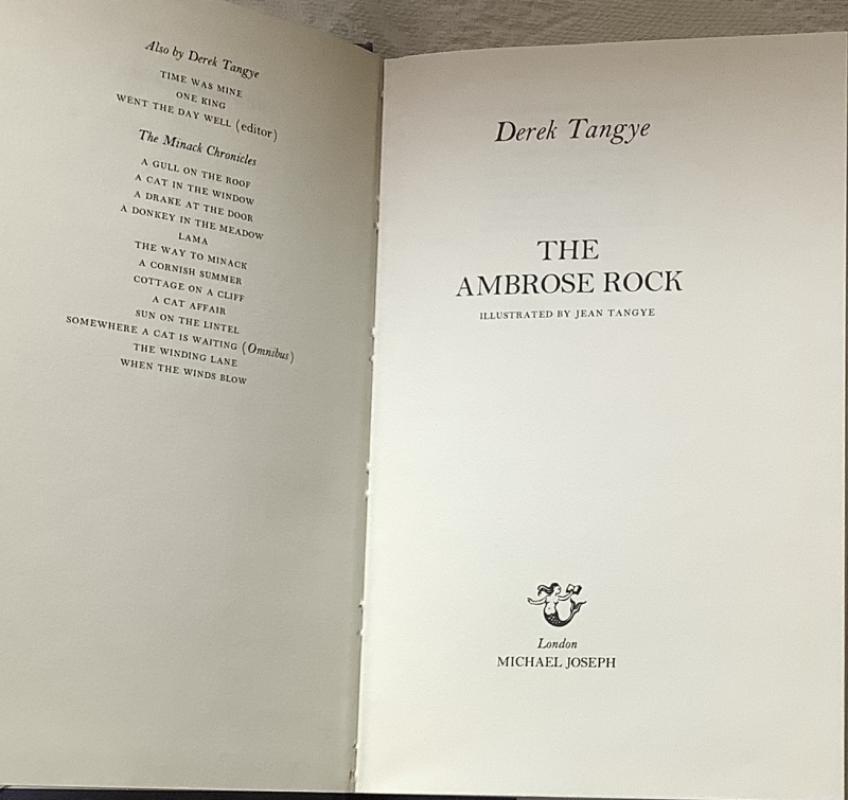 Also by Derek Tangye
TIME WAS MINE
ONE KING
WENT THE DAY WELL (editor)
The Minack Chronicles
A GULL ON THE ROOF
A CAT IN THE WINDOW
A DRAKE AT THE DOOR
A DONKEY IN THE MEADOW
LAMA
THE WAY TO MINACK
A CORNISH SUMMER
COTTAGE ON A CLIFF
A CAT AFFAIR
SUN ON THE LINTEL
SOMEWHERE A CAT IS WAITING (Omnibus)
THE WINDING LANE
WHEN THE WINDS BLOW
Derek Tangye
THE
AMBROSE ROCK
ILLUSTRATED BY JEAN TANGYE
London
MICHAEL JOSEPH